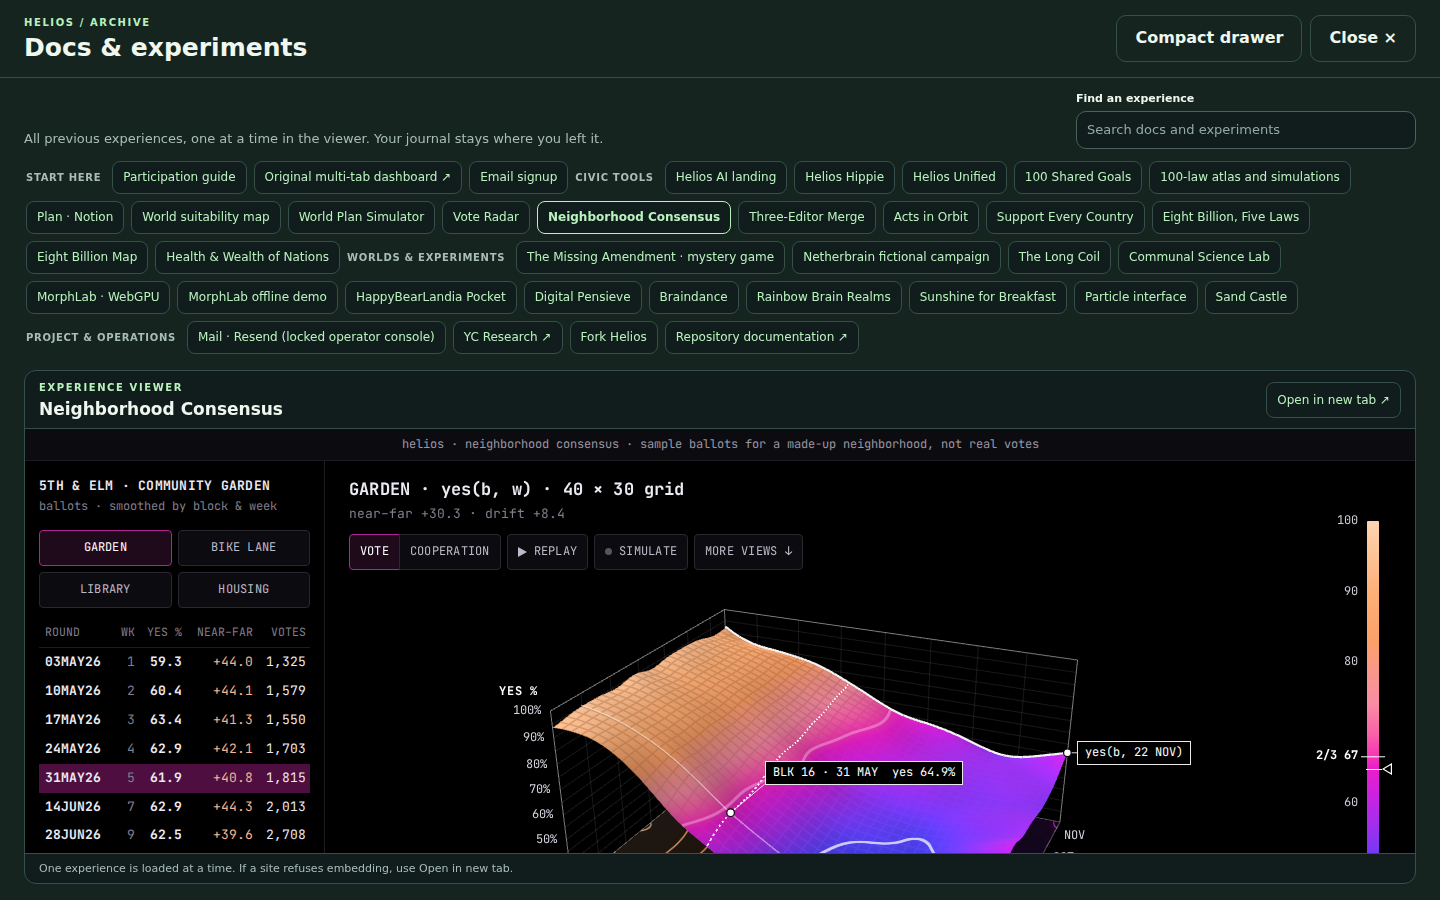 HELIOS / ARCHIVE
Docs & experiments
Compact drawer
Close ×
All previous experiences, one at a time in the viewer. Your journal stays where you left it.
Find an experience
Search docs and experiments
START HERE Participation guide Original multi-tab dashboard ↗ Email signup CIVIC TOOLS Helios AI landing Helios Hippie Helios Unified 100 Shared Goals 100-law atlas and simulations
Plan · Notion World suitability map World Plan Simulator Vote Radar Neighborhood Consensus Three-Editor Merge Acts in Orbit Support Every Country Eight Billion, Five Laws
Eight Billion Map Health & Wealth of Nations WORLDS & EXPERIMENTS The Missing Amendment · mystery game Netherbrain fictional campaign The Long Coil Communal Science Lab
MorphLab · WebGPU MorphLab offline demo HappyBearLandia Pocket Digital Pensieve Braindance Rainbow Brain Realms Sunshine for Breakfast Particle interface Sand Castle
PROJECT & OPERATIONS Mail · Resend (locked operator console) YC Research ↗ Fork Helios Repository documentation ↗
EXPERIENCE VIEWER
Neighborhood Consensus
Open in new tab ↗
helios · neighborhood consensus · sample ballots for a made-up neighborhood, not real votes
5TH & ELM · COMMUNITY GARDEN
ballots · smoothed by block & week
GARDEN BIKE LANE
LIBRARY HOUSING
ROUND WK YES % NEAR-FAR VOTES
03MAY26 1 59.3 +44.0 1,325
10MAY26 2 60.4 +44.1 1,579
17MAY26 3 63.4 +41.3 1,550
24MAY26 4 62.9 +42.1 1,703
31MAY26 5 61.9 +40.8 1,815
14JUN26 7 62.9 +44.3 2,013
28JUN26 9 62.5 +39.6 2,708
GARDEN · yes(b, w) · 40 × 30 grid
near-far +30.3 · drift +8.4
VOTE COOPERATION ▶ REPLAY ● SIMULATE MORE VIEWS ↓
YES %
100%
90%
80%
70%
60%
50%
BLK 16 · 31 MAY yes 64.9%
yes(b, 22 NOV)
NOV
100
90
80
2/3 67
60
One experience is loaded at a time. If a site refuses embedding, use Open in new tab.